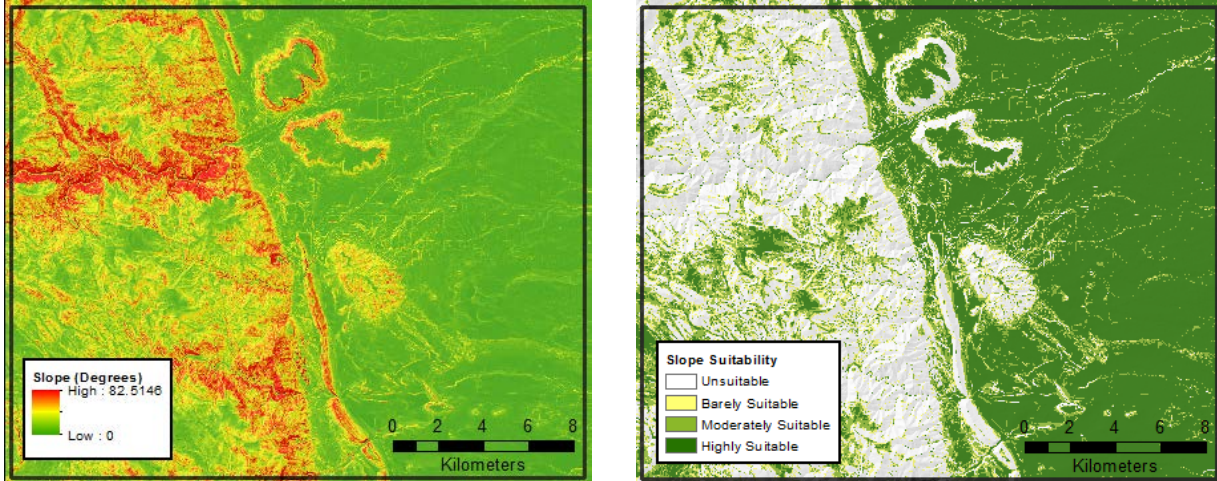 Slope (Degrees)
High : 82.5146
Low : 0
0 2 4 6 8
Kilometers
Slope Suitability
Unsuitable
Barely Suitable
Moderately Suitable
Highly Suitable
0 2 4 6 8
Kilometers